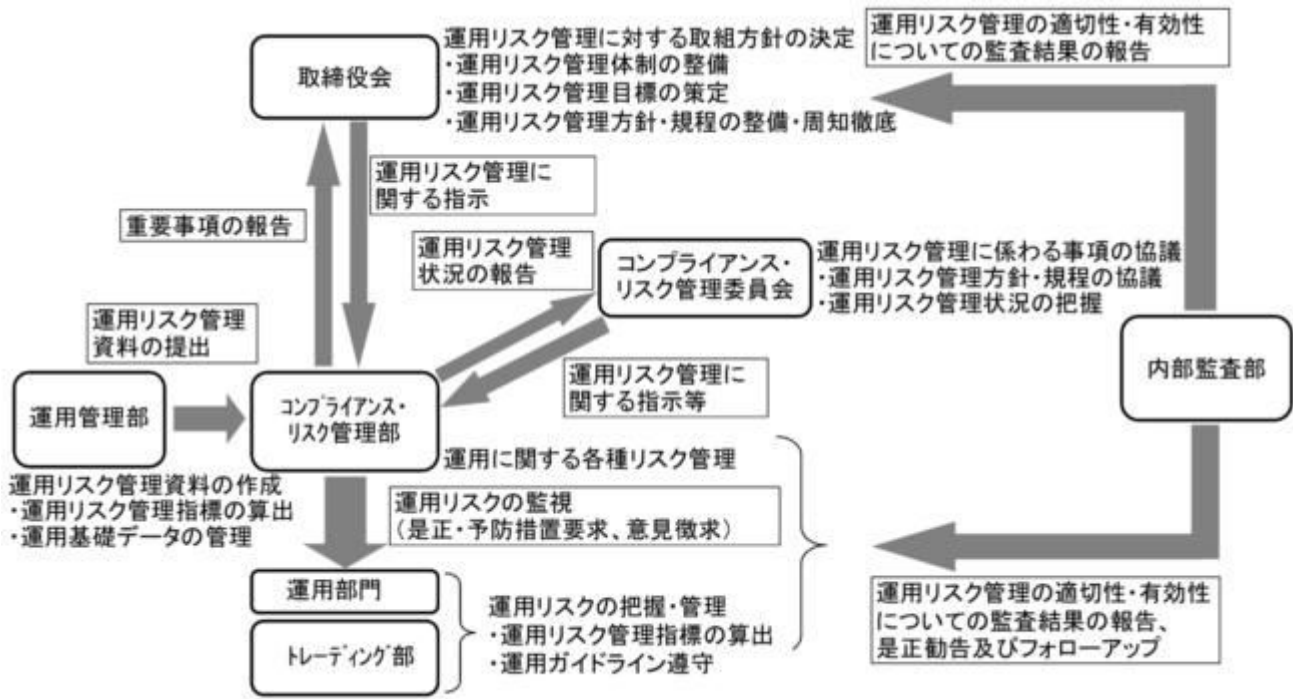 取締役会
運用リスク管理に対する取組方針の決定
・運用リスク管理体制の整備
・運用リスク管理目標の策定
・運用リスク管理方針・規程の整備・周知徹底
運用リスク管理の適切性・有効性
についての監査結果の報告
運用リスク管理に
関する指示
重要事項の報告
運用リスク管理
状況の報告
コンプライアンス・
リスク管理委員会
運用リスク管理に係わる事項の協議
・運用リスク管理方針・規程の協議
・運用リスク管理状況の把握
運用リスク管理
資料の提出
内部監査部
運用リスク管理に
関する指示等
運用管理部
コンプライアンス・
リスク管理部
運用に関する各種リスク管理
運用リスク管理資料の作成
・運用リスク管理指標の算出
・運用基礎データの管理
運用リスクの監視
(是正・予防措置要求、意見徴求)
運用部門
トレーディング部
運用リスクの把握・管理
・運用リスク管理指標の算出
・運用ガイドライン遵守
運用リスク管理の適切性・有効性
についての監査結果の報告、
是正勧告及びフォローアップ